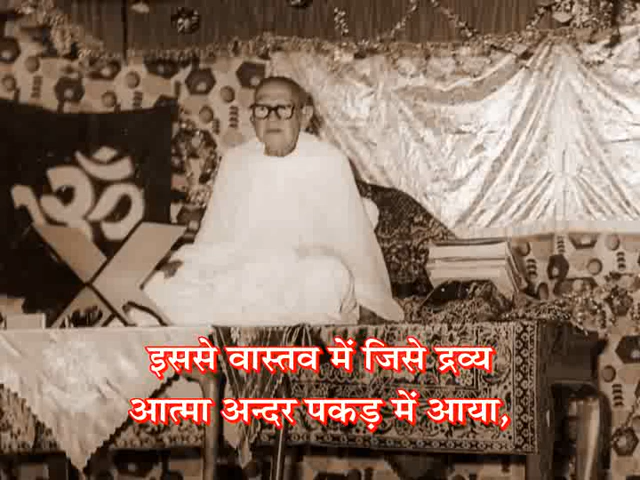 ॐ
इससे वास्तव में जिसे द्रव्य
आत्मा अन्दर पकड़ में आया,